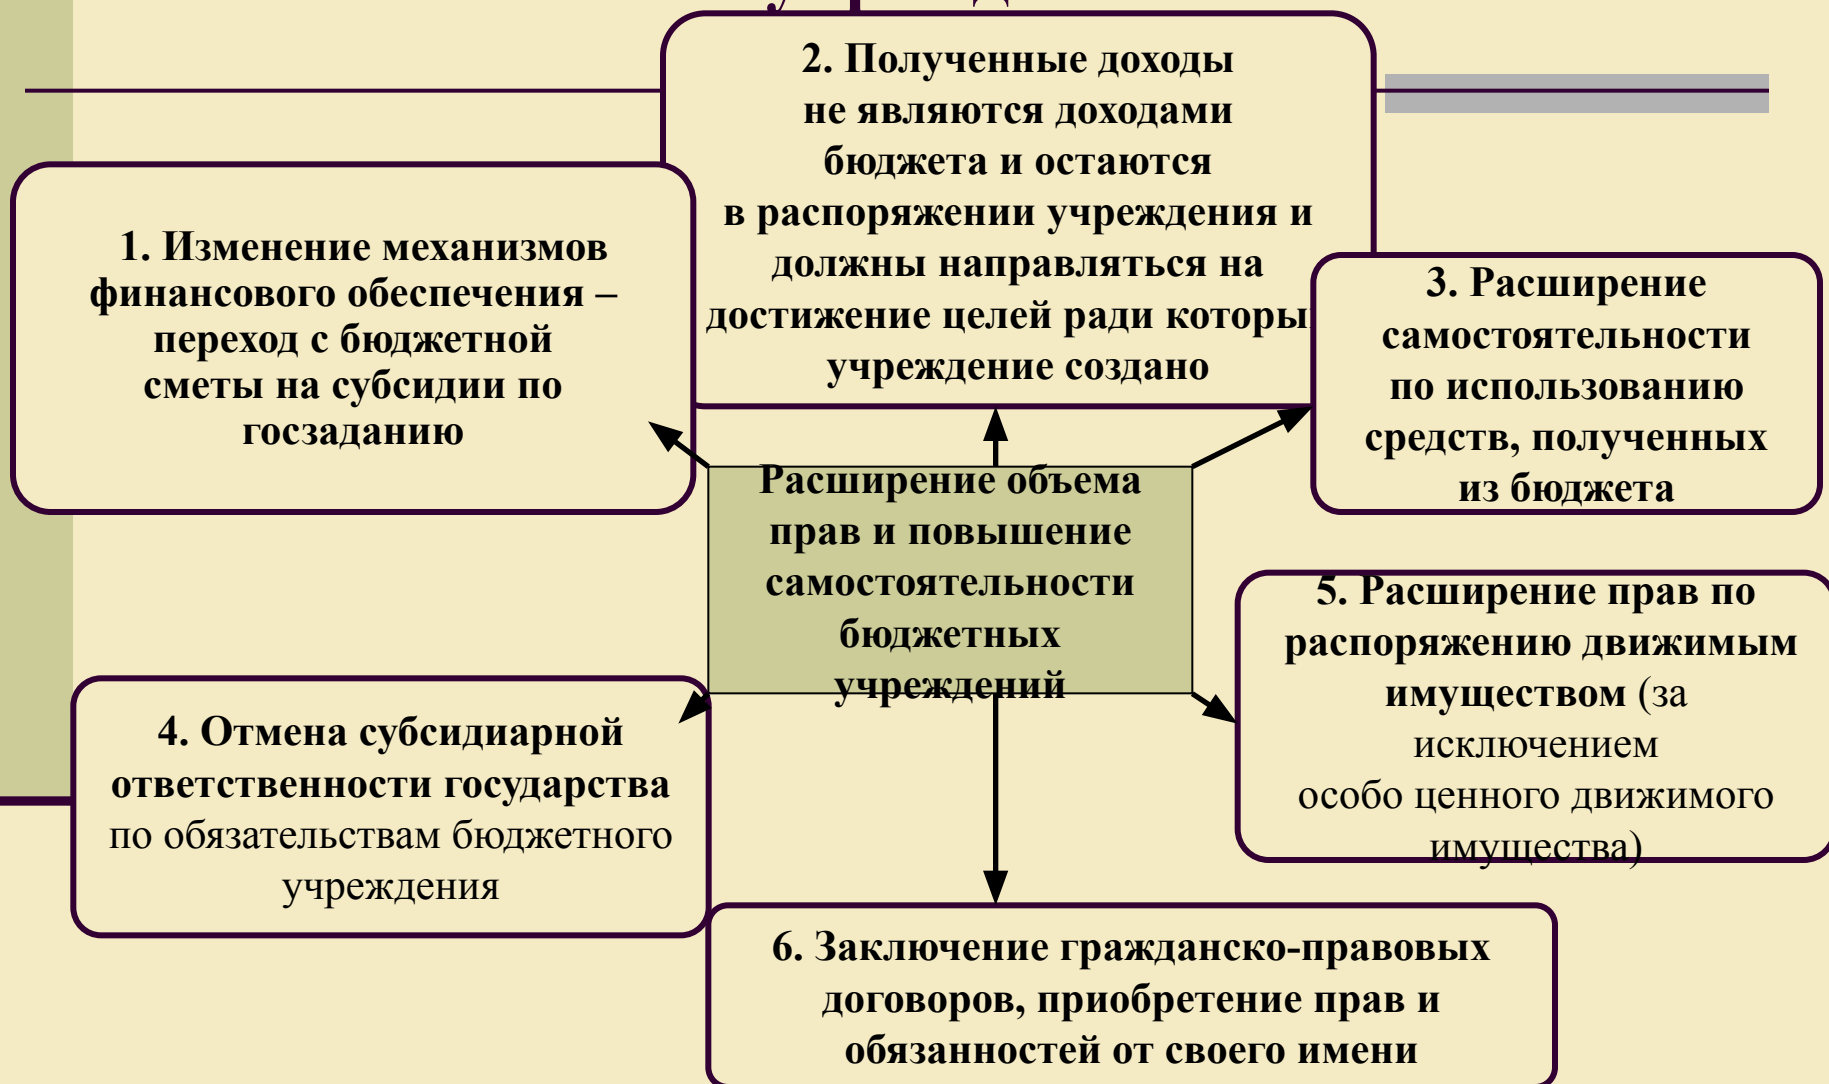 2. Полученные доходы
не являются доходами
бюджета и остаются
в распоряжении учреждения и
должны направляться на
достижение целей ради
учреждение создано
1. Изменение механизмов
финансового обеспечения –
переход с бюджетной
сметы на субсидии по
госзаданию
3. Расширение
самостоятельности
по использованию
средств, полученных
из бюджета
Расширение объема
прав и повышение
самостоятельности
бюджетных
учреждений
4. Отмена субсидиарной
ответственности государства
по обязательствам бюджетного
учреждения
5. Расширение прав по
распоряжению движимым
имуществом (за
исключением
особо ценного движимого
имущества)
6. Заключение гражданско-правовых
договоров, приобретение прав и
обязанностей от своего имени